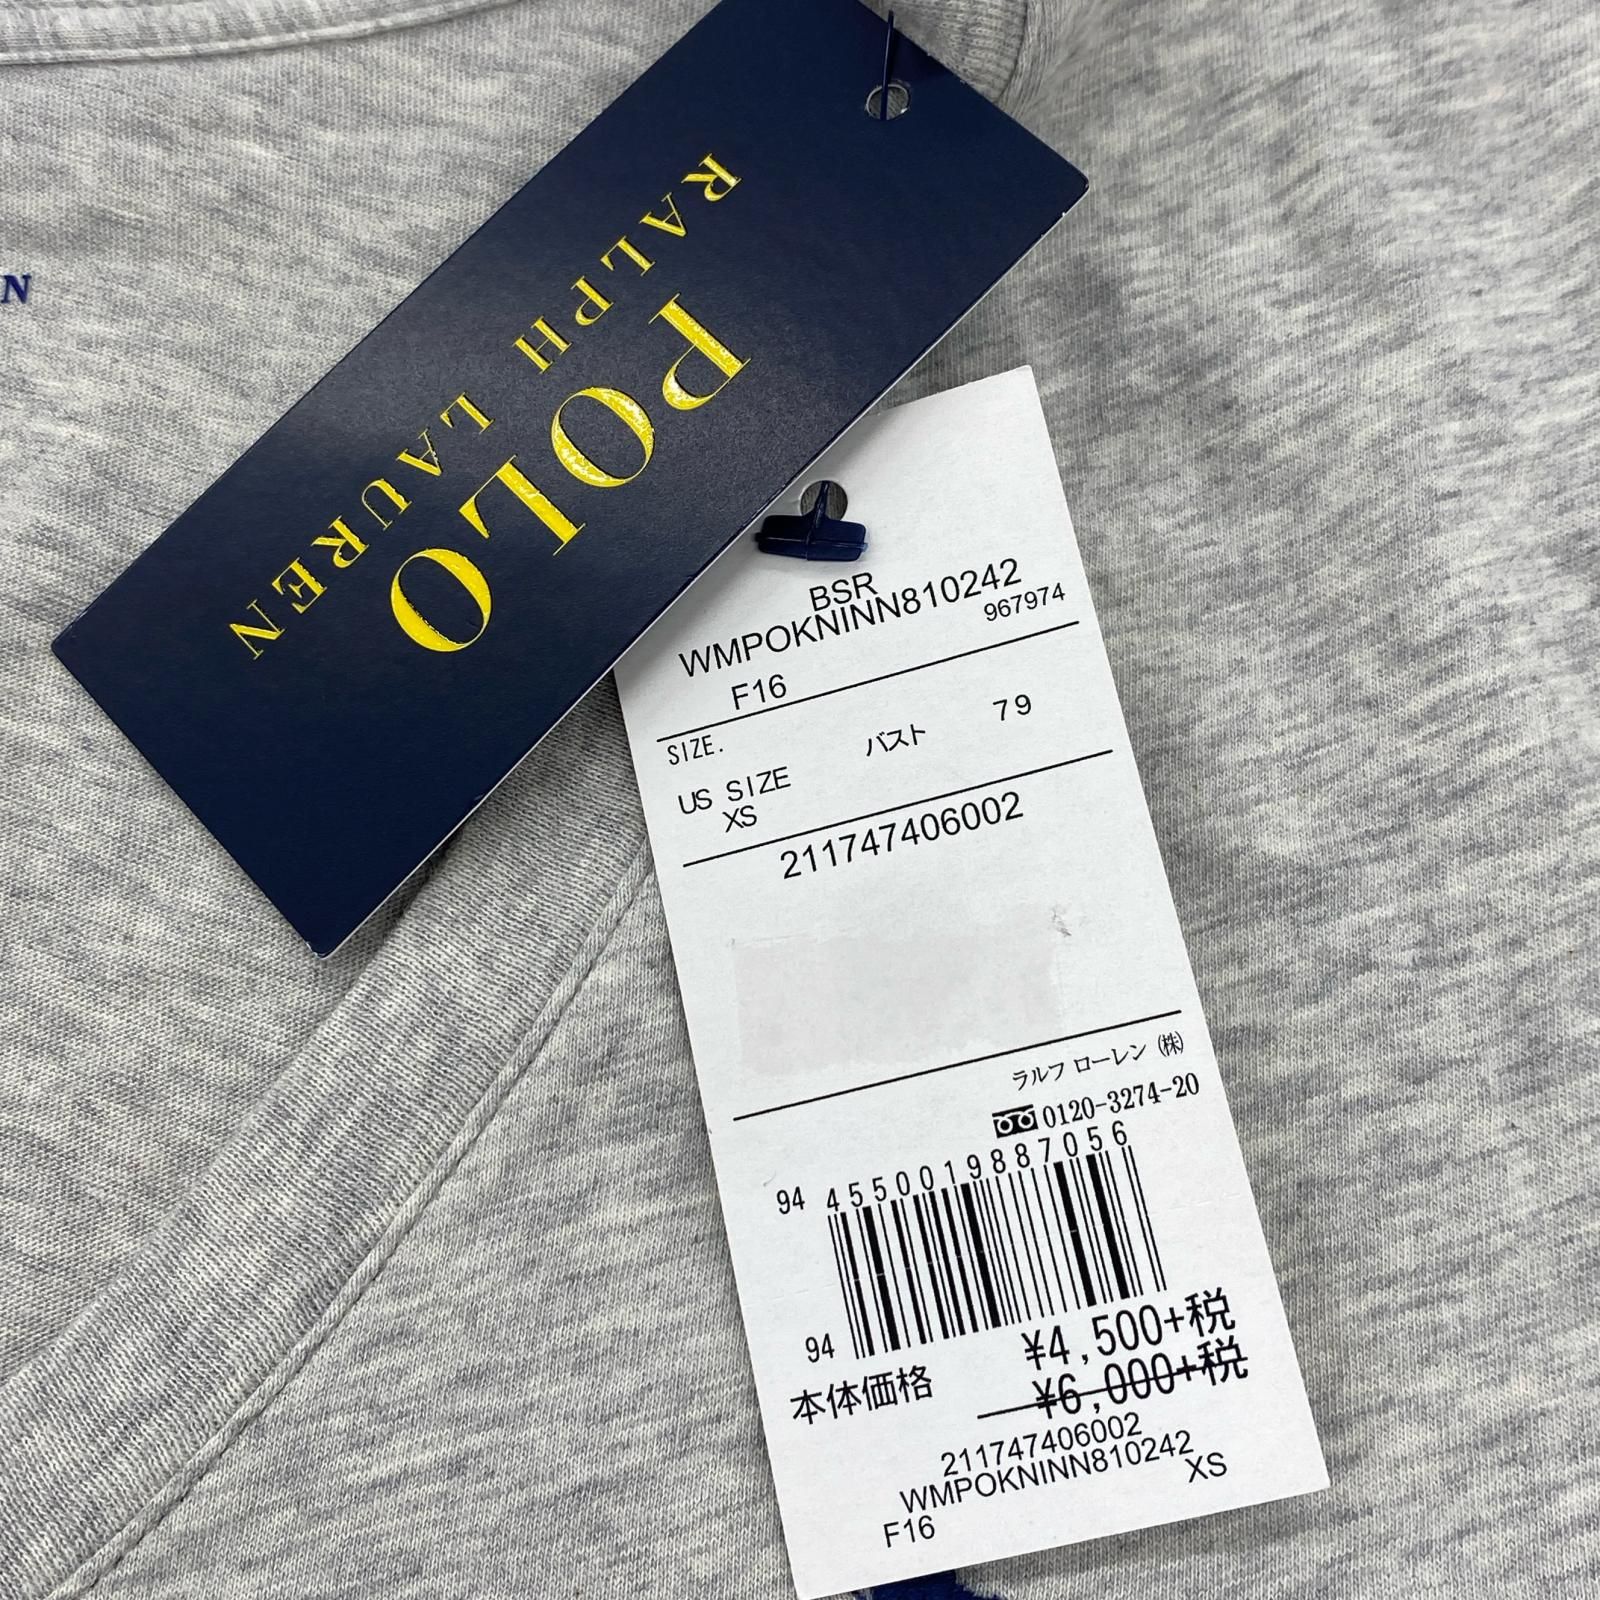 RALPH LAUREN
POLO
N
BSR
WMPOKNINN810242
967974
F16
SIZE.
バスト 79
US SIZE
XS
211747406002
ラルフ ローレン (株)
0120-3274-20
94 4550019887056
94
¥4,500+税
本体価格 ¥6,000+税
211747406002
WMPOKNINN810242
XS
F16